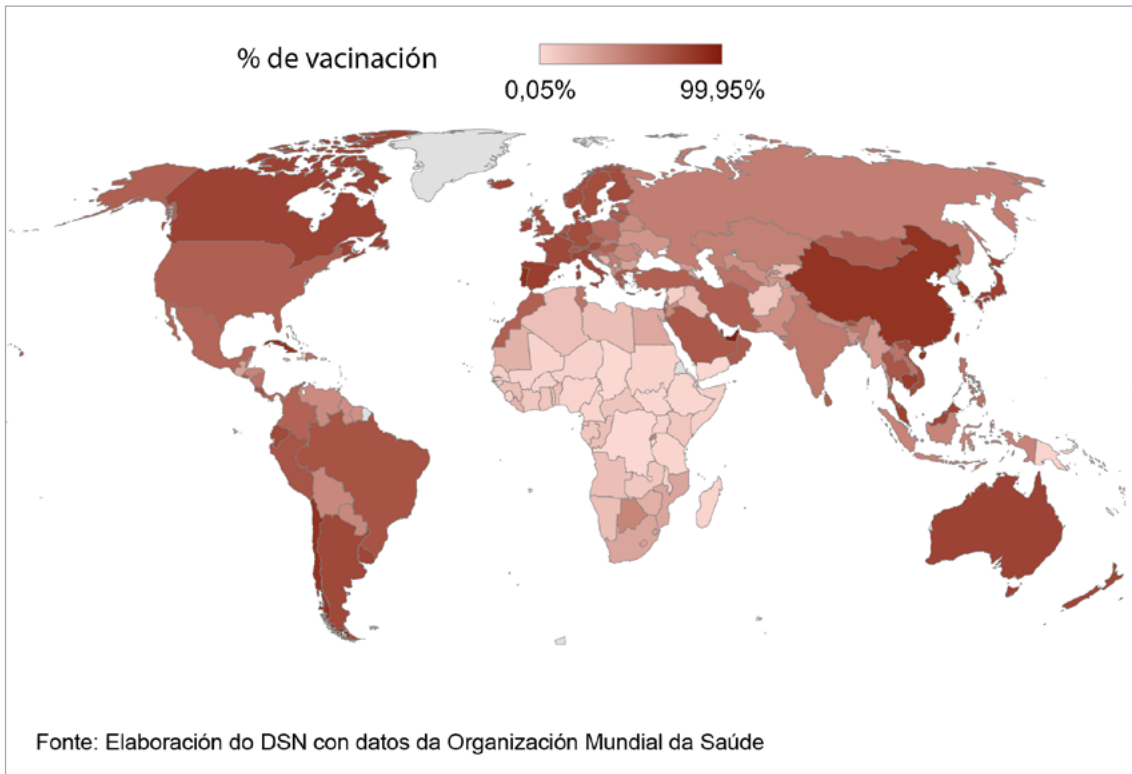 % de vacinación
0,05% 99,95%
Fonte: Elaboración do DSN con datos da Organización Mundial da Saúde